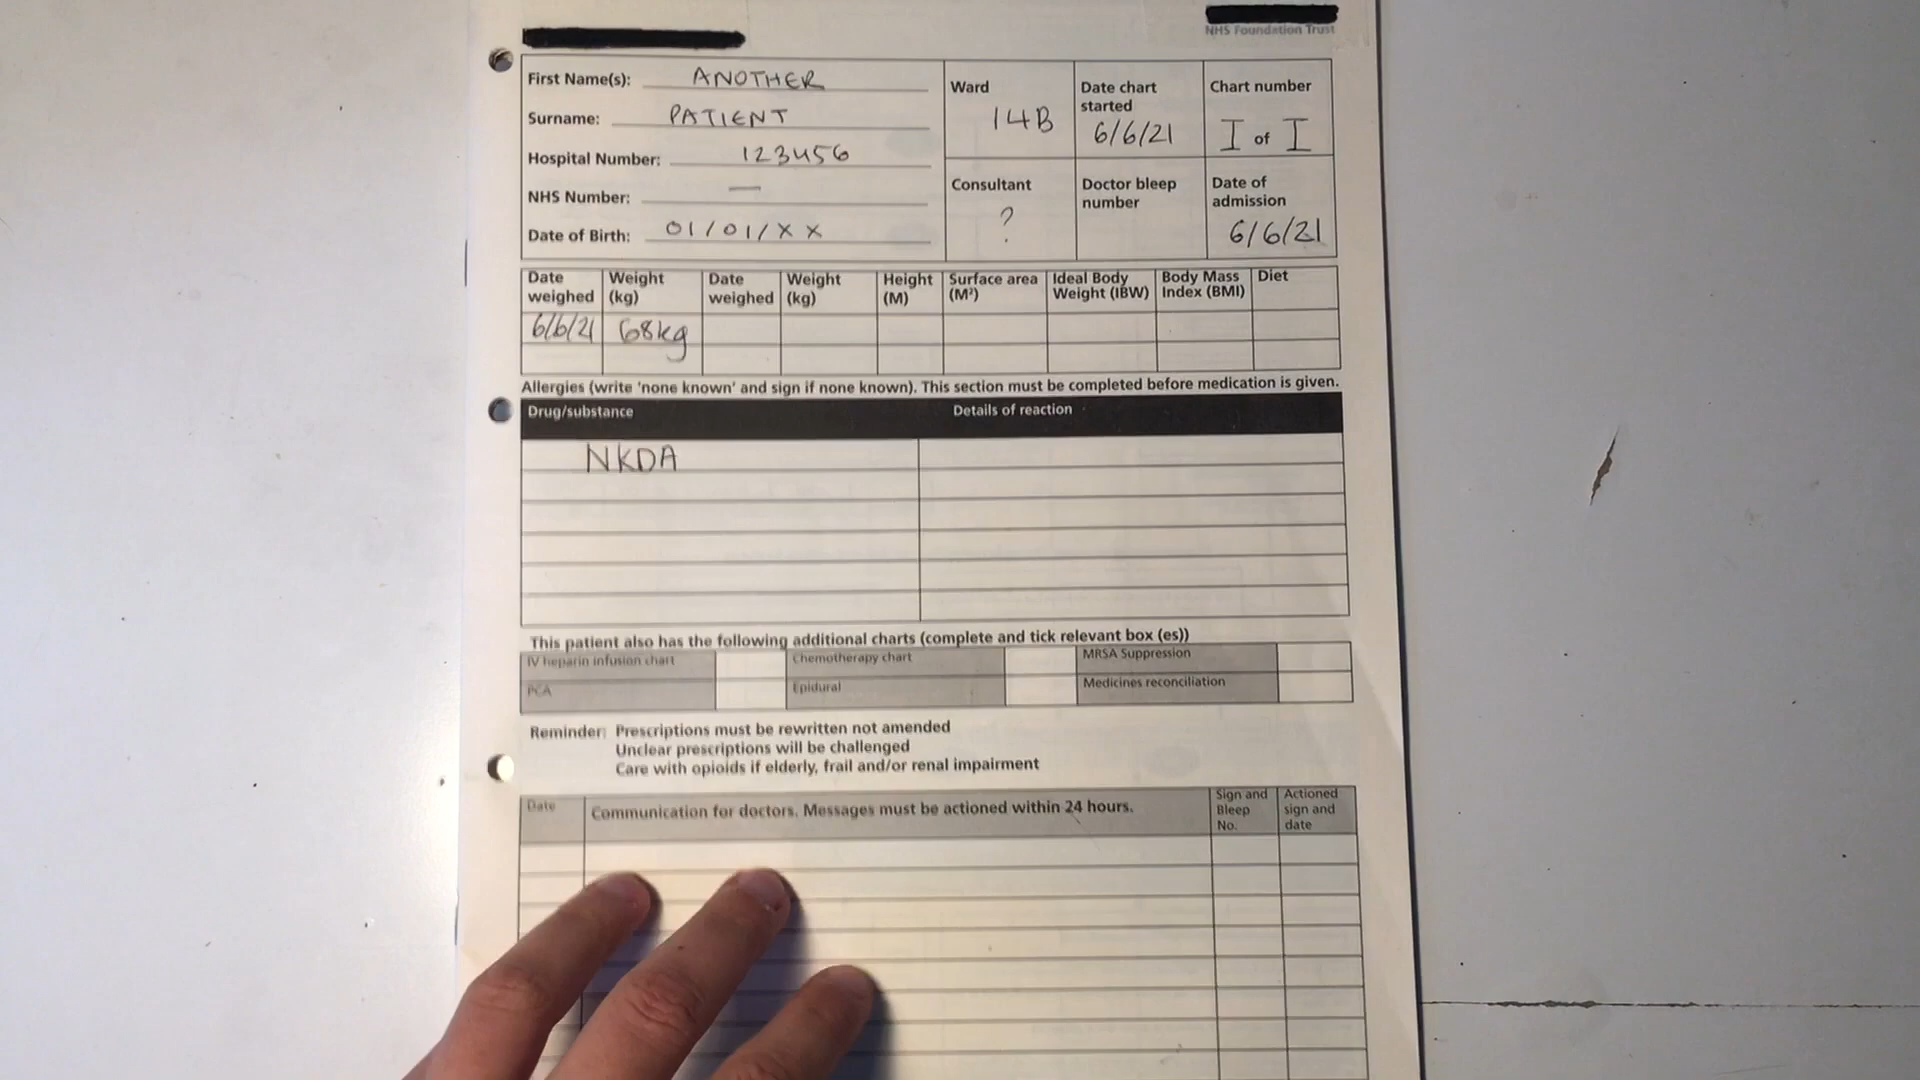 NHS Foundation Trust
First Name(s): ANOTHER
Surname: PATIENT
Hospital Number: 123456
NHS Number: —
Date of Birth: 01/01/XX
Ward
14B
Date chart
started
6/6/21
Chart number
I of I
Consultant
?
Doctor bleep
number
Date of
admission
6/6/21
Date
weighed
Weight
(kg)
Date
weighed
Weight
(kg)
Height
(M)
Surface area
(M²)
Ideal Body
Weight (IBW)
Body Mass
Index (BMI)
Diet
6/6/21 68kg
Allergies (write 'none known' and sign if none known). This section must be completed before medication is given.
Drug/substance Details of reaction
NKDA
This patient also has the following additional charts (complete and tick relevant box (es))
IV heparin infusion chart Chemotherapy chart MRSA Suppression
PCA Epidural Medicines reconciliation
Reminder: Prescriptions must be rewritten not amended
Unclear prescriptions will be challenged
Care with opioids if elderly, frail and/or renal impairment
Date
Communication for doctors. Messages must be actioned within 24 hours.
Sign and
Bleep
No.
Actioned
sign and
date